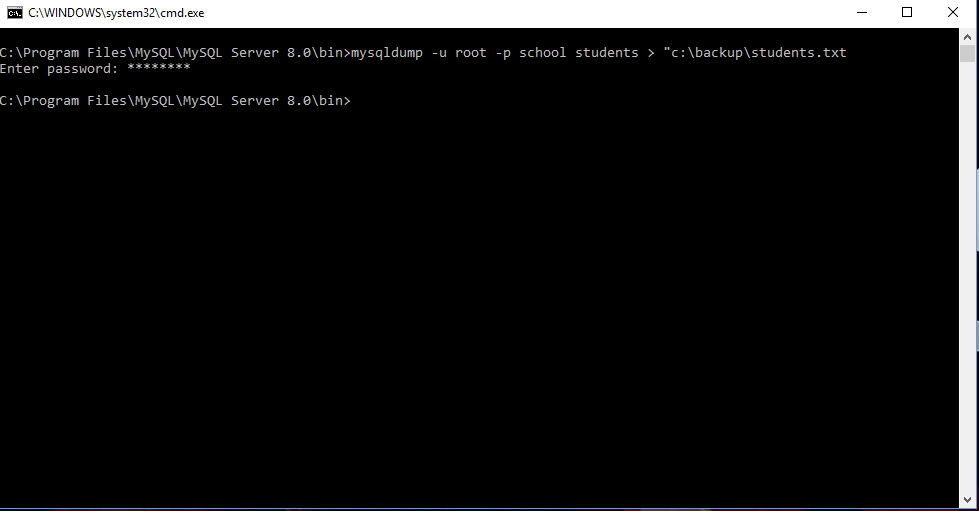 C:\WINDOWS\system32\cmd.exe
C:\Program Files\MySQL\MySQL Server 8.0\bin>mysqldump -u root -p school students > "c:\backup\students.txt
Enter password: ********
C:\Program Files\MySQL\MySQL Server 8.0\bin>